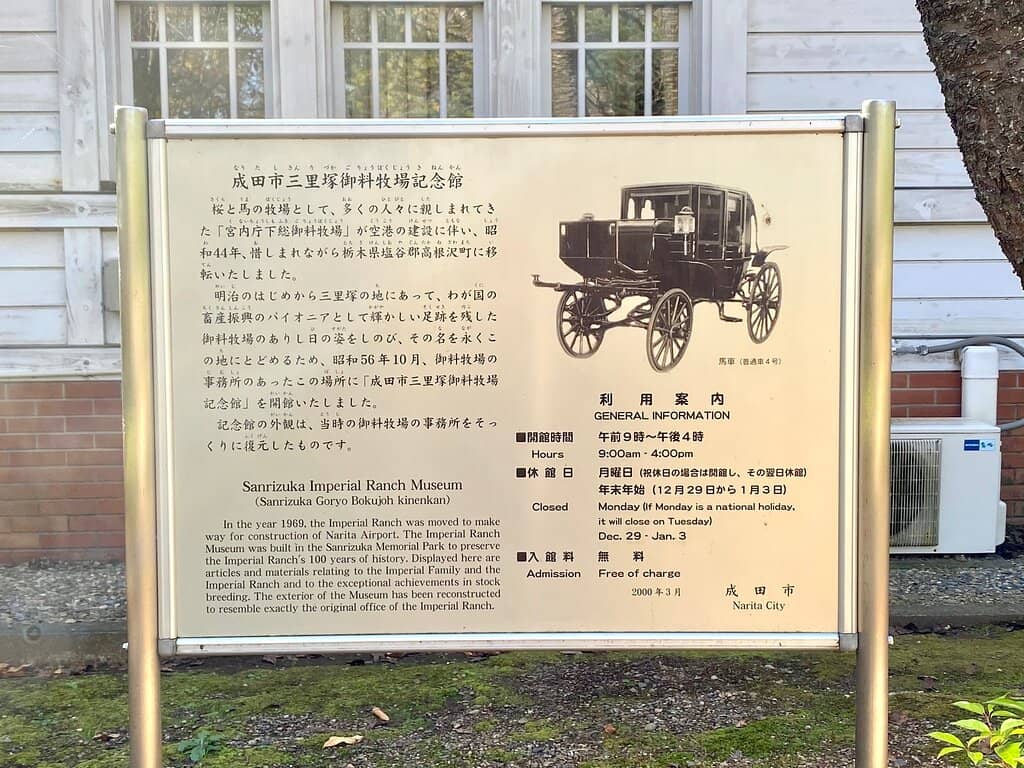 成田市三里塚御料牧場記念館
桜と馬の牧場として、多くの人々に親しまれてき
た「宮内庁下総御料牧場」が空港の建設に伴い、昭
和44年、惜しまれながら栃木県塩谷郡高根沢町に移
転いたしました。
明治のはじめから三里塚の地にあって、わが国の
畜産振興のパイオニアとして輝かしい足跡を残した
御料牧場のありし日の姿をしのび、その名を永くこ
の地にとどめるため、昭和56年10月、御料牧場の
事務所のあったこの場所に「成田市三里塚御料牧場
記念館」を開館いたしました。
記念館の外観は、当時の御料牧場の事務所をそっ
くりに復元したものです。
Sanrizuka Imperial Ranch Museum
(Sanrizuka Goryo Bokujoh kinenkan)
In the year 1969, the Imperial Ranch was moved to make
way for construction of Narita Airport. The Imperial Ranch
Museum was built in the Sanrizuka Memorial Park to preserve
the Imperial Ranch's 100 years of history. Displayed here are
articles and materials relating to the Imperial Family and the
Imperial Ranch and to the exceptional achievements in stock
breeding. The exterior of the Museum has been reconstructed
to resemble exactly the original office of the Imperial Ranch.
馬車（普通車4号）
利用案内
GENERAL INFORMATION
■開館時間 午前9時～午後4時
Hours 9:00am - 4:00pm
■休館日 月曜日（祝休日の場合は開館し、その翌日休館）
年末年始（12月29日から1月3日）
Closed Monday (If Monday is a national holiday,
it will close on Tuesday)
Dec. 29 - Jan. 3
■入館料 無料
Admission Free of charge
2000年3月 成田市
Narita City